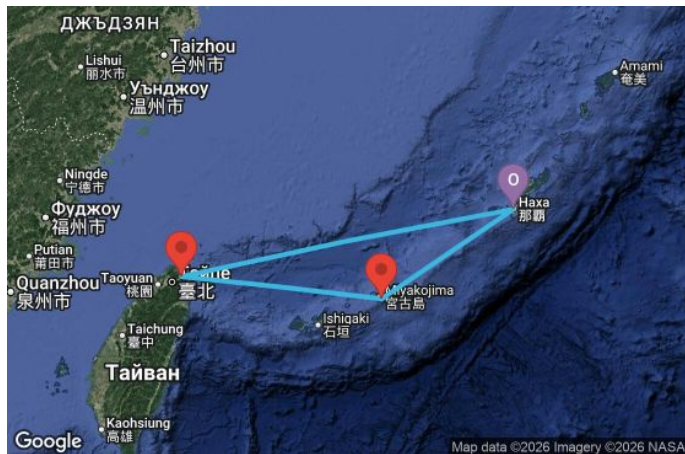 ДЖЪДЗЯН
Taizhou
台州市
Lishui
丽水市
Уънджоу
温州市
Amami
奄美
Ningde
宁德市
Фуджоу
福州市
O
Наха
那覇
Putian
莆田市
Quanzhou
泉州市
Taoyuan
桃園
臺北
Miyakojima
宮古島
Ishigaki
石垣
Taichung
臺中
Тайван
Kaohsiung
高雄
Google
Map data ©2026 Imagery ©2026 NASA